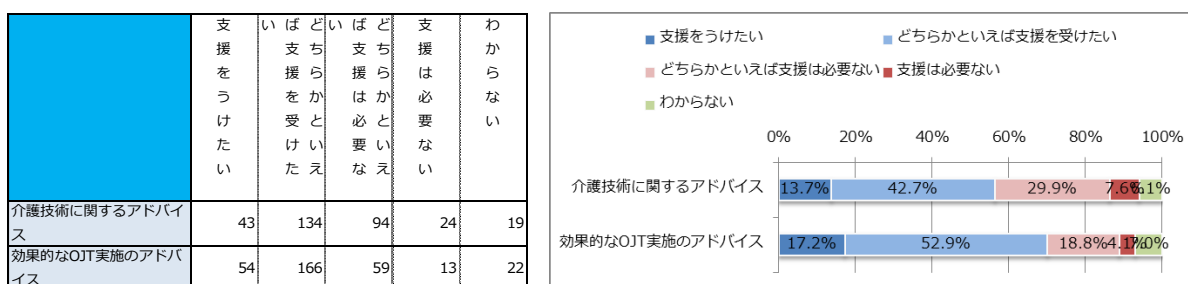 支援をうけたい
どちらかといえば支援を受けたい
どちらかといえば支援は必要ない
支援は必要ない
わからない
介護技術に関するアドバイ
ス
43
134
94
24
19
効果的なOJT実施のアドバ
イス
54
166
59
13
22
支援をうけたい
どちらかといえば支援を受けたい
どちらかといえば支援は必要ない
支援は必要ない
わからない
0% 20% 40% 60% 80% 100%
介護技術に関するアドバイス 13.7% 42.7% 29.9% 7.6% 6.1%
効果的なOJT実施のアドバイス 17.2% 52.9% 18.8% 4.1% 7.0%